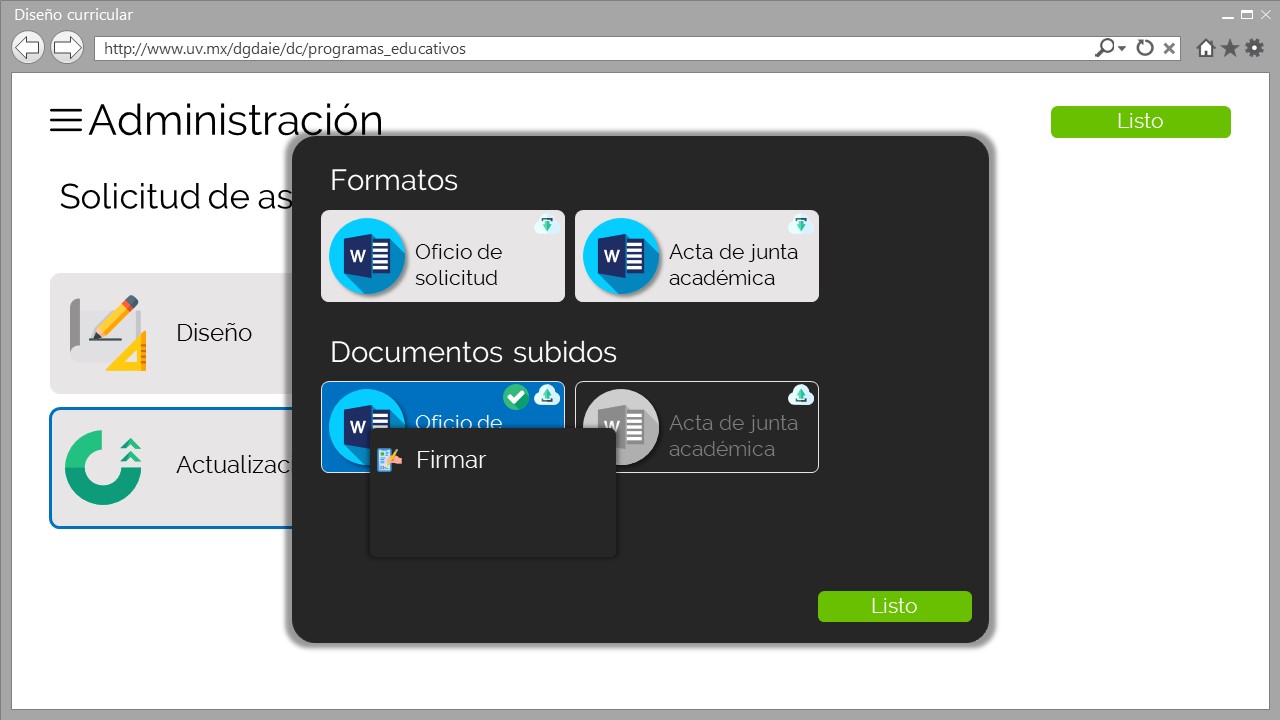 Diseño curricular
http://www.uv.mx/dgdaie/dc/programas_educativos
Administración
Listo
Solicitud de as
Formatos
W
Oficio de
solicitud
W
Acta de junta
académica
Diseño
Documentos subidos
W
Oficio de
W
Acta de junta
académica
Firmar
Actualizac
Listo